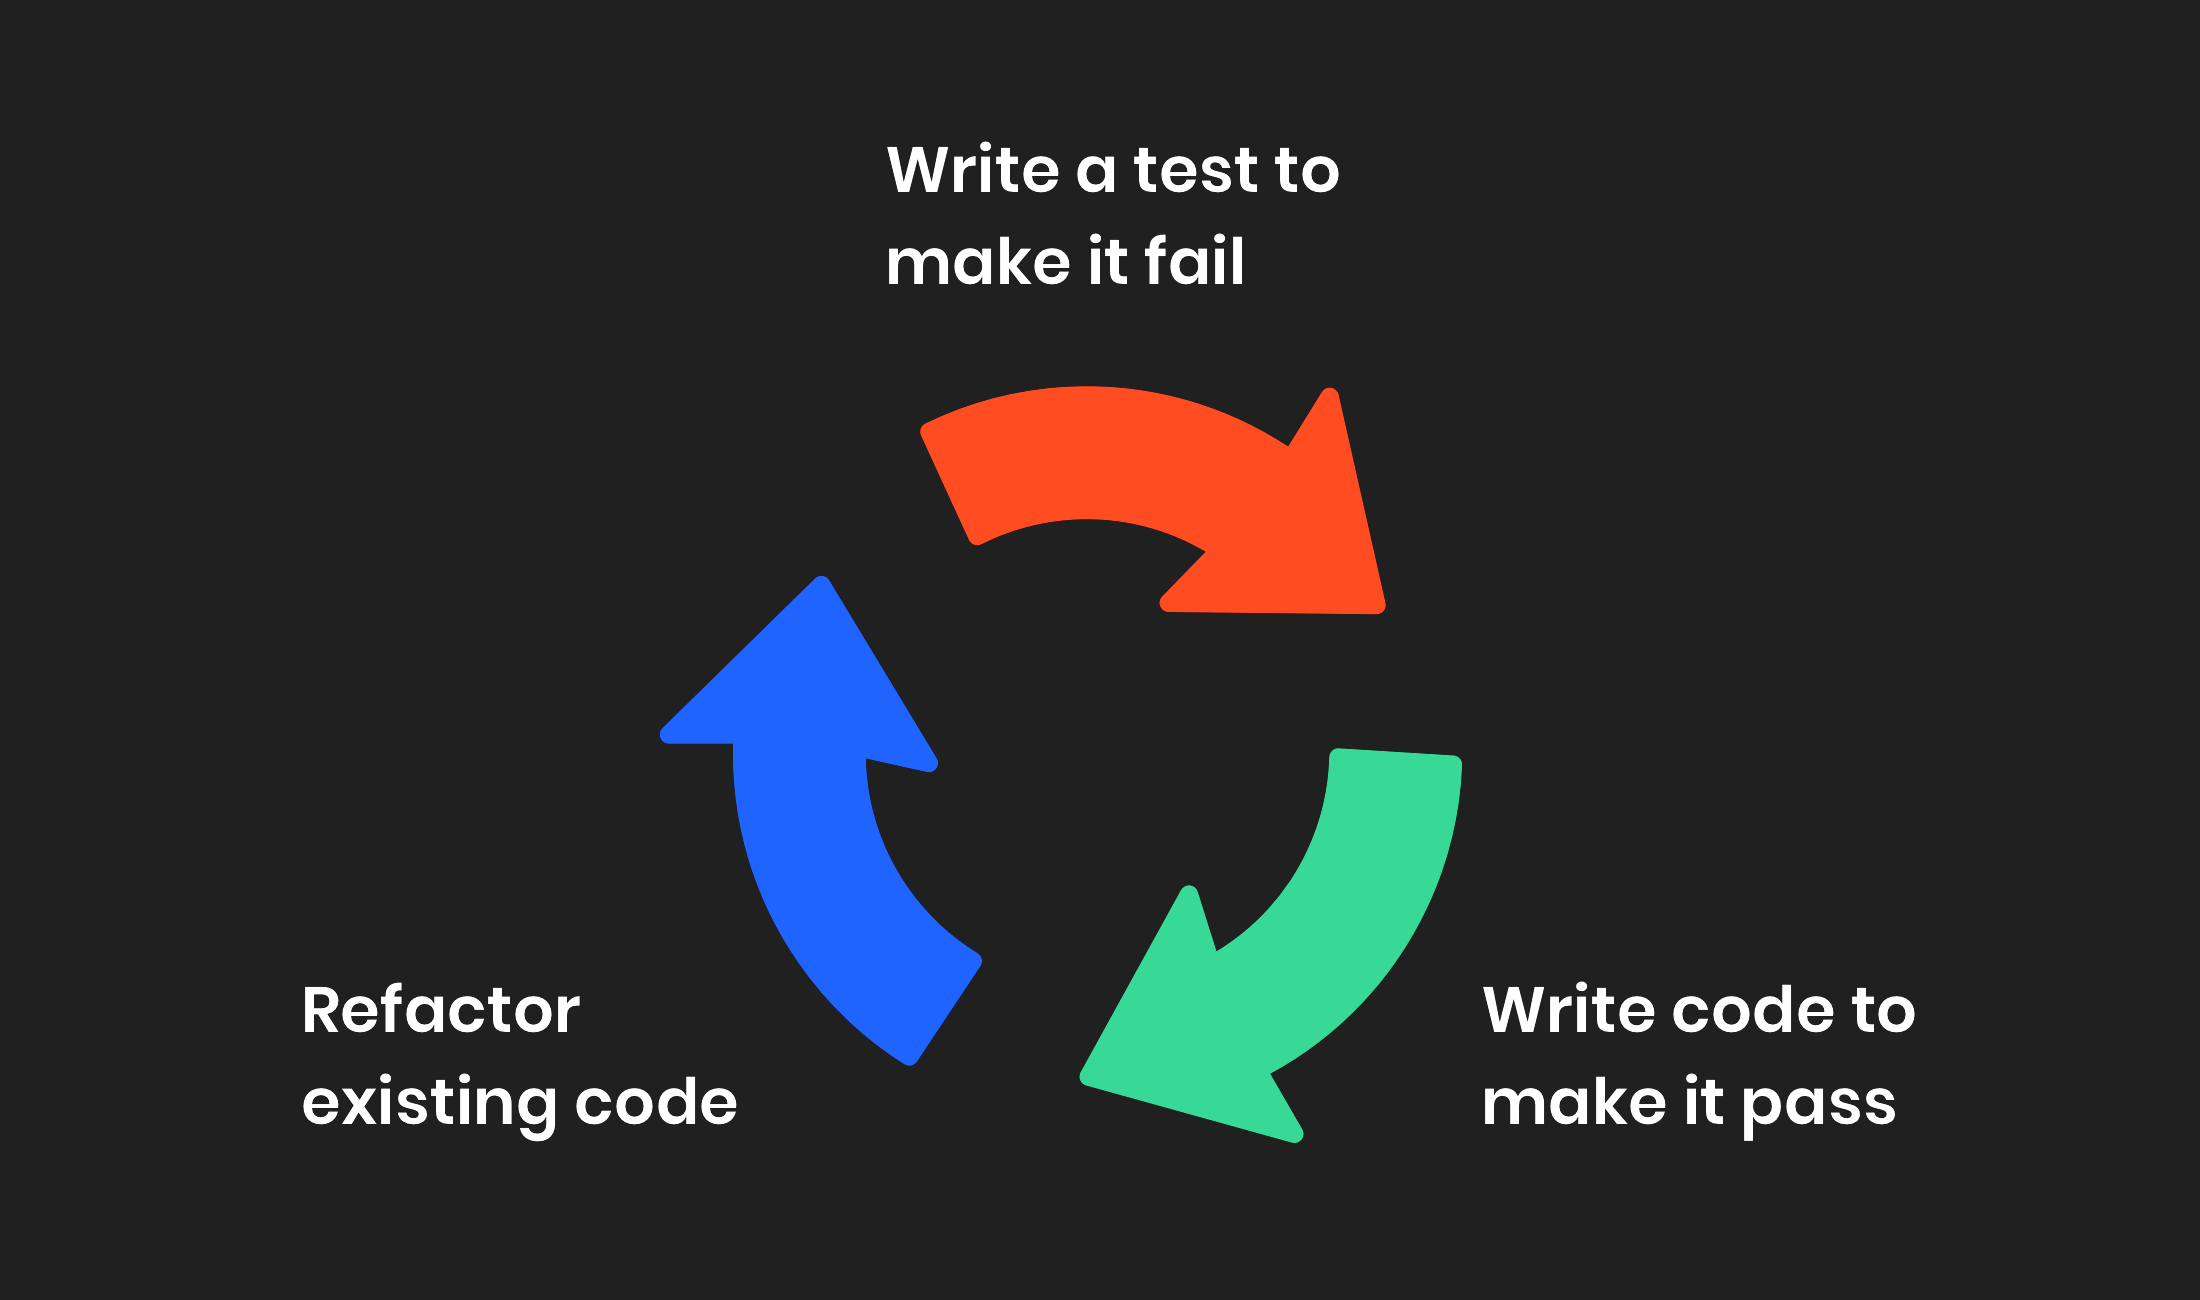 Write a test to
make it fail
Refactor
existing code
Write code to
make it pass